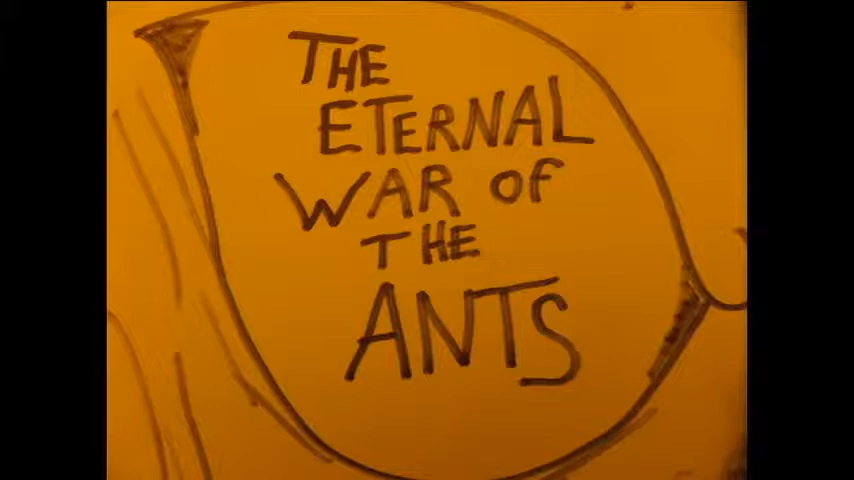 THE
ETERNAL
WAR OF
THE
ANTS